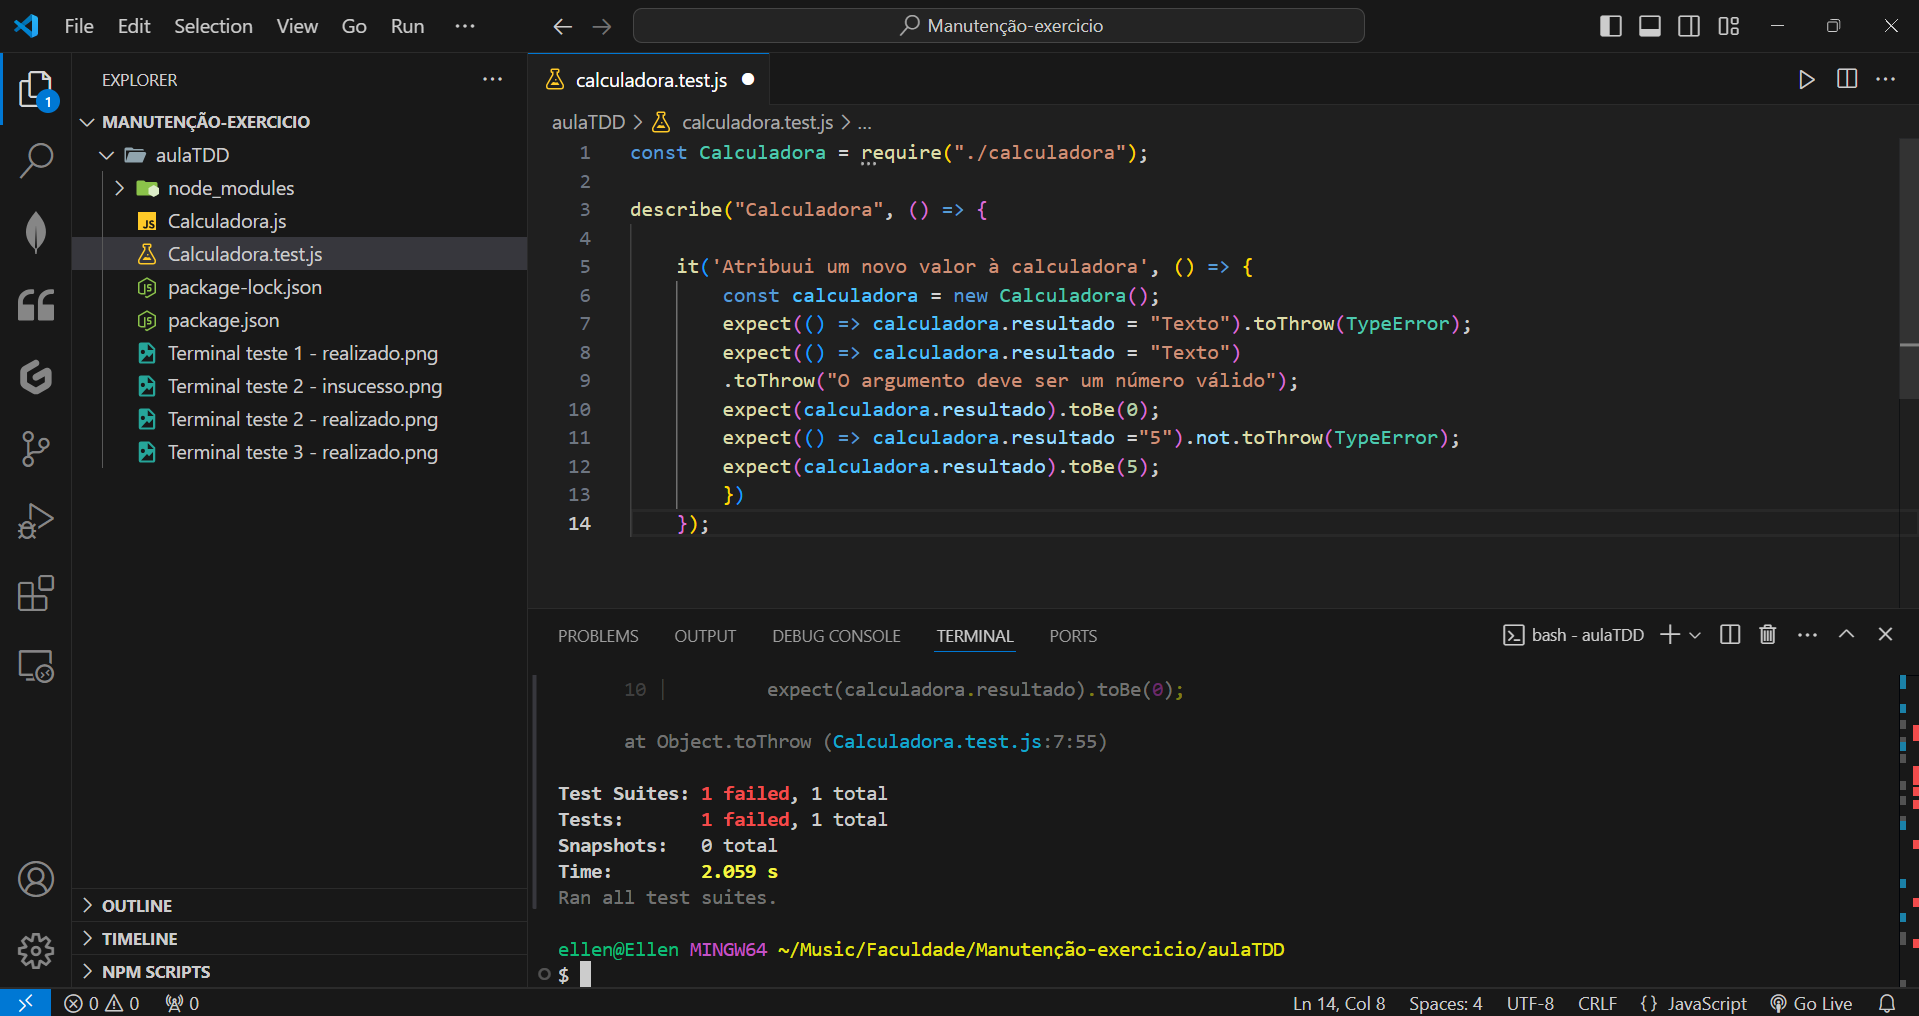 File Edit Selection View Go Run ···
Manutenção-exercicio
EXPLORER
1
MANUTENÇÃO-EXERCICIO
aulaTDD
node_modules
JS Calculadora.js
Calculadora.test.js
package-lock.json
package.json
Terminal teste 1 - realizado.png
Terminal teste 2 - insucesso.png
Terminal teste 2 - realizado.png
Terminal teste 3 - realizado.png
OUTLINE
TIMELINE
NPM SCRIPTS
calculadora.test.js
aulaTDD > calculadora.test.js > ...
1 const Calculadora = require("./calculadora");
2
3 describe("Calculadora", () => {
4
5 it('Atribuui um novo valor à calculadora', () => {
6 const calculadora = new Calculadora();
7 expect(() => calculadora.resultado = "Texto").toThrow(TypeError);
8 expect(() => calculadora.resultado = "Texto")
9 .toThrow("O argumento deve ser um número válido");
10 expect(calculadora.resultado).toBe(0);
11 expect(() => calculadora.resultado ="5").not.toThrow(TypeError);
12 expect(calculadora.resultado).toBe(5);
13 })
14 });
PROBLEMS OUTPUT DEBUG CONSOLE TERMINAL PORTS
bash - aulaTDD
10 | expect(calculadora.resultado).toBe(0);
at Object.toThrow (Calculadora.test.js:7:55)
Test Suites: 1 failed, 1 total
Tests: 1 failed, 1 total
Snapshots: 0 total
Time: 2.059 s
Ran all test suites.
ellen@Ellen MINGW64 ~/Music/Faculdade/Manutenção-exercicio/aulaTDD
$
0 0 0
Ln 14, Col 8 Spaces: 4 UTF-8 CRLF {} JavaScript Go Live